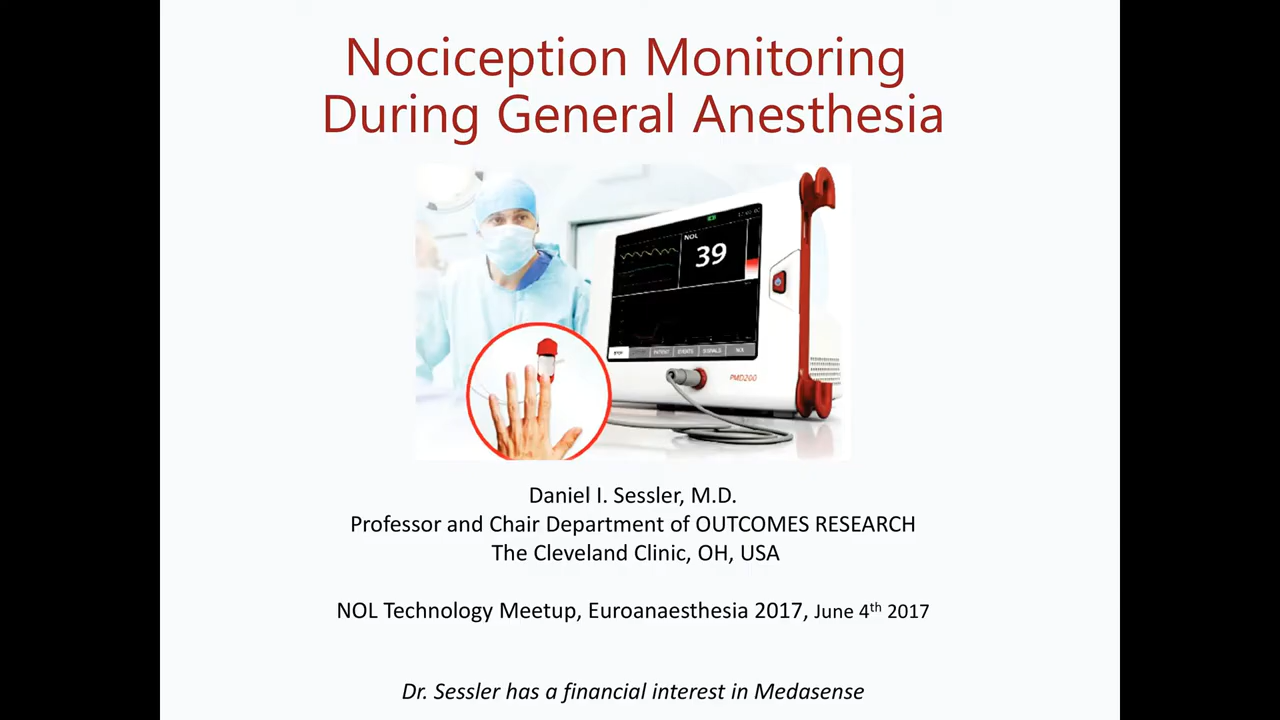 Nociception Monitoring
During General Anesthesia
NOL
39
PMD200
Daniel I. Sessler, M.D.
Professor and Chair Department of OUTCOMES RESEARCH
The Cleveland Clinic, OH, USA
NOL Technology Meetup, Euroanaesthesia 2017, June 4th 2017
Dr. Sessler has a financial interest in Medasense